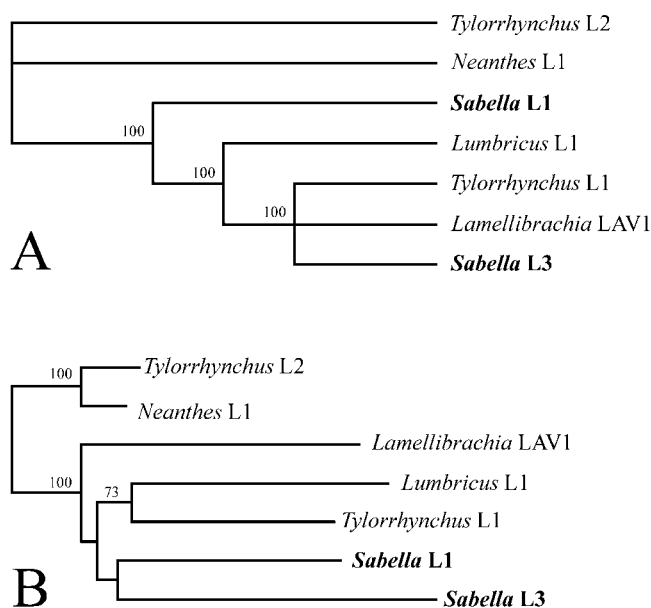 Tylorrhynchus L2
Neanthes L1
100
Sabella L1
Lumbricus L1
100
Tylorrhynchus L1
100
Lamellibrachia LAV1
A
Sabella L3
100
Tylorrhynchus L2
Neanthes L1
Lamellibrachia LAV1
100
73
Lumbricus L1
Tylorrhynchus L1
Sabella L1
B
Sabella L3